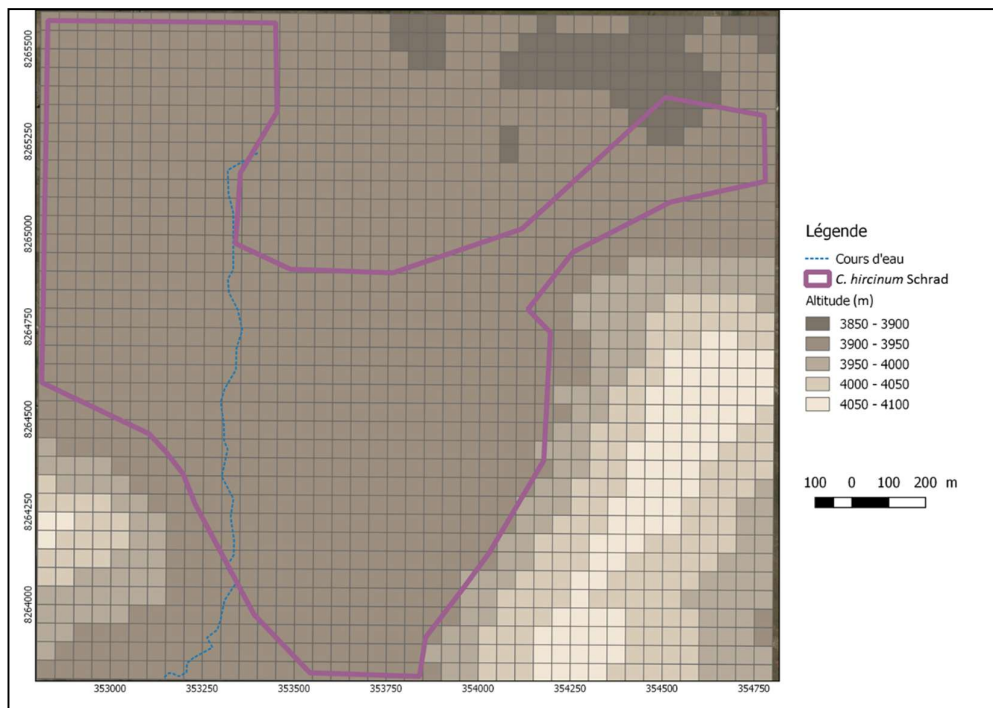 8265500
8265250
8265000
8264750
8264500
8264250
8264000
353000
353250
353500
353750
354000
354250
354500
354750
Légende
Cours d'eau
C. hircinum Schrad
Altitude (m)
3850 - 3900
3900 - 3950
3950 - 4000
4000 - 4050
4050 - 4100
100 0 100 200 m